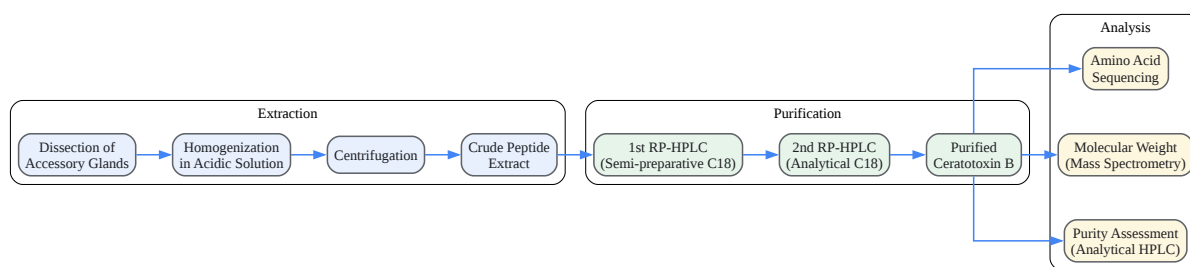 Extraction
Dissection of
Accessory Glands
Homogenization
in Acidic Solution
Centrifugation
Crude Peptide
Extract
Purification
1st RP-HPLC
(Semi-preparative C18)
2nd RP-HPLC
(Analytical C18)
Purified
Ceratotoxin B
Analysis
Amino Acid
Sequencing
Molecular Weight
(Mass Spectrometry)
Purity Assessment
(Analytical HPLC)